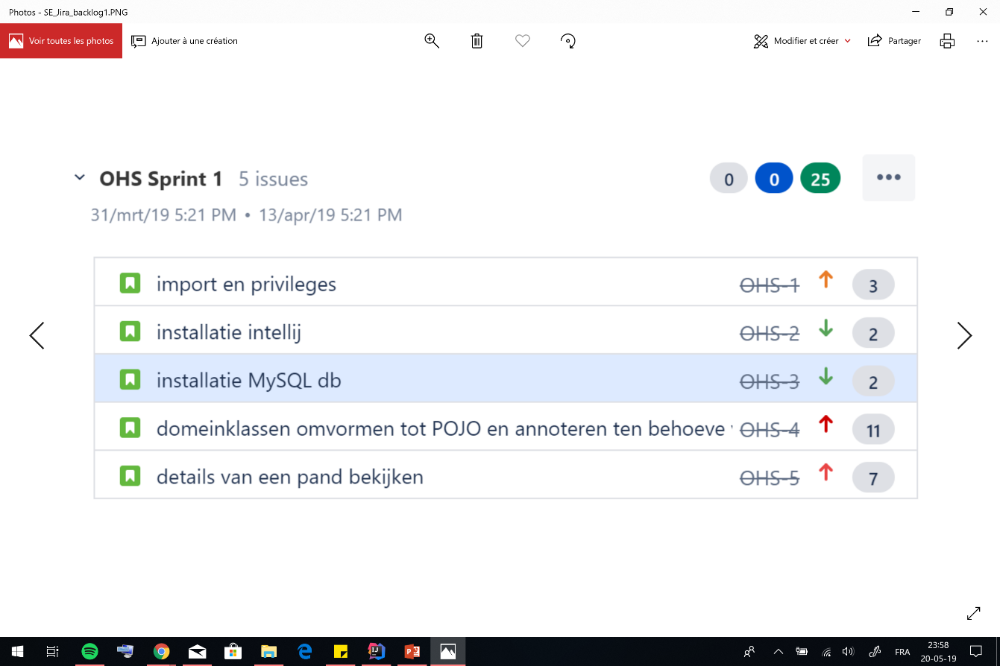 Photos - SE_Jira_backlog1.PNG
Voir toutes les photos Ajouter à une création Modifier et créer Partager
OHS Sprint 1 5 issues 0 0 25
31/mrt/19 5:21 PM • 13/apr/19 5:21 PM
import en privileges OHS-1 3
installatie intellij OHS-2 2
installatie MySQL db OHS-3 2
domeinklassen omvormen tot POJO en annoteren ten behoeve OHS-4 11
details van een pand bekijken OHS-5 7
FRA 23:58
20-05-19